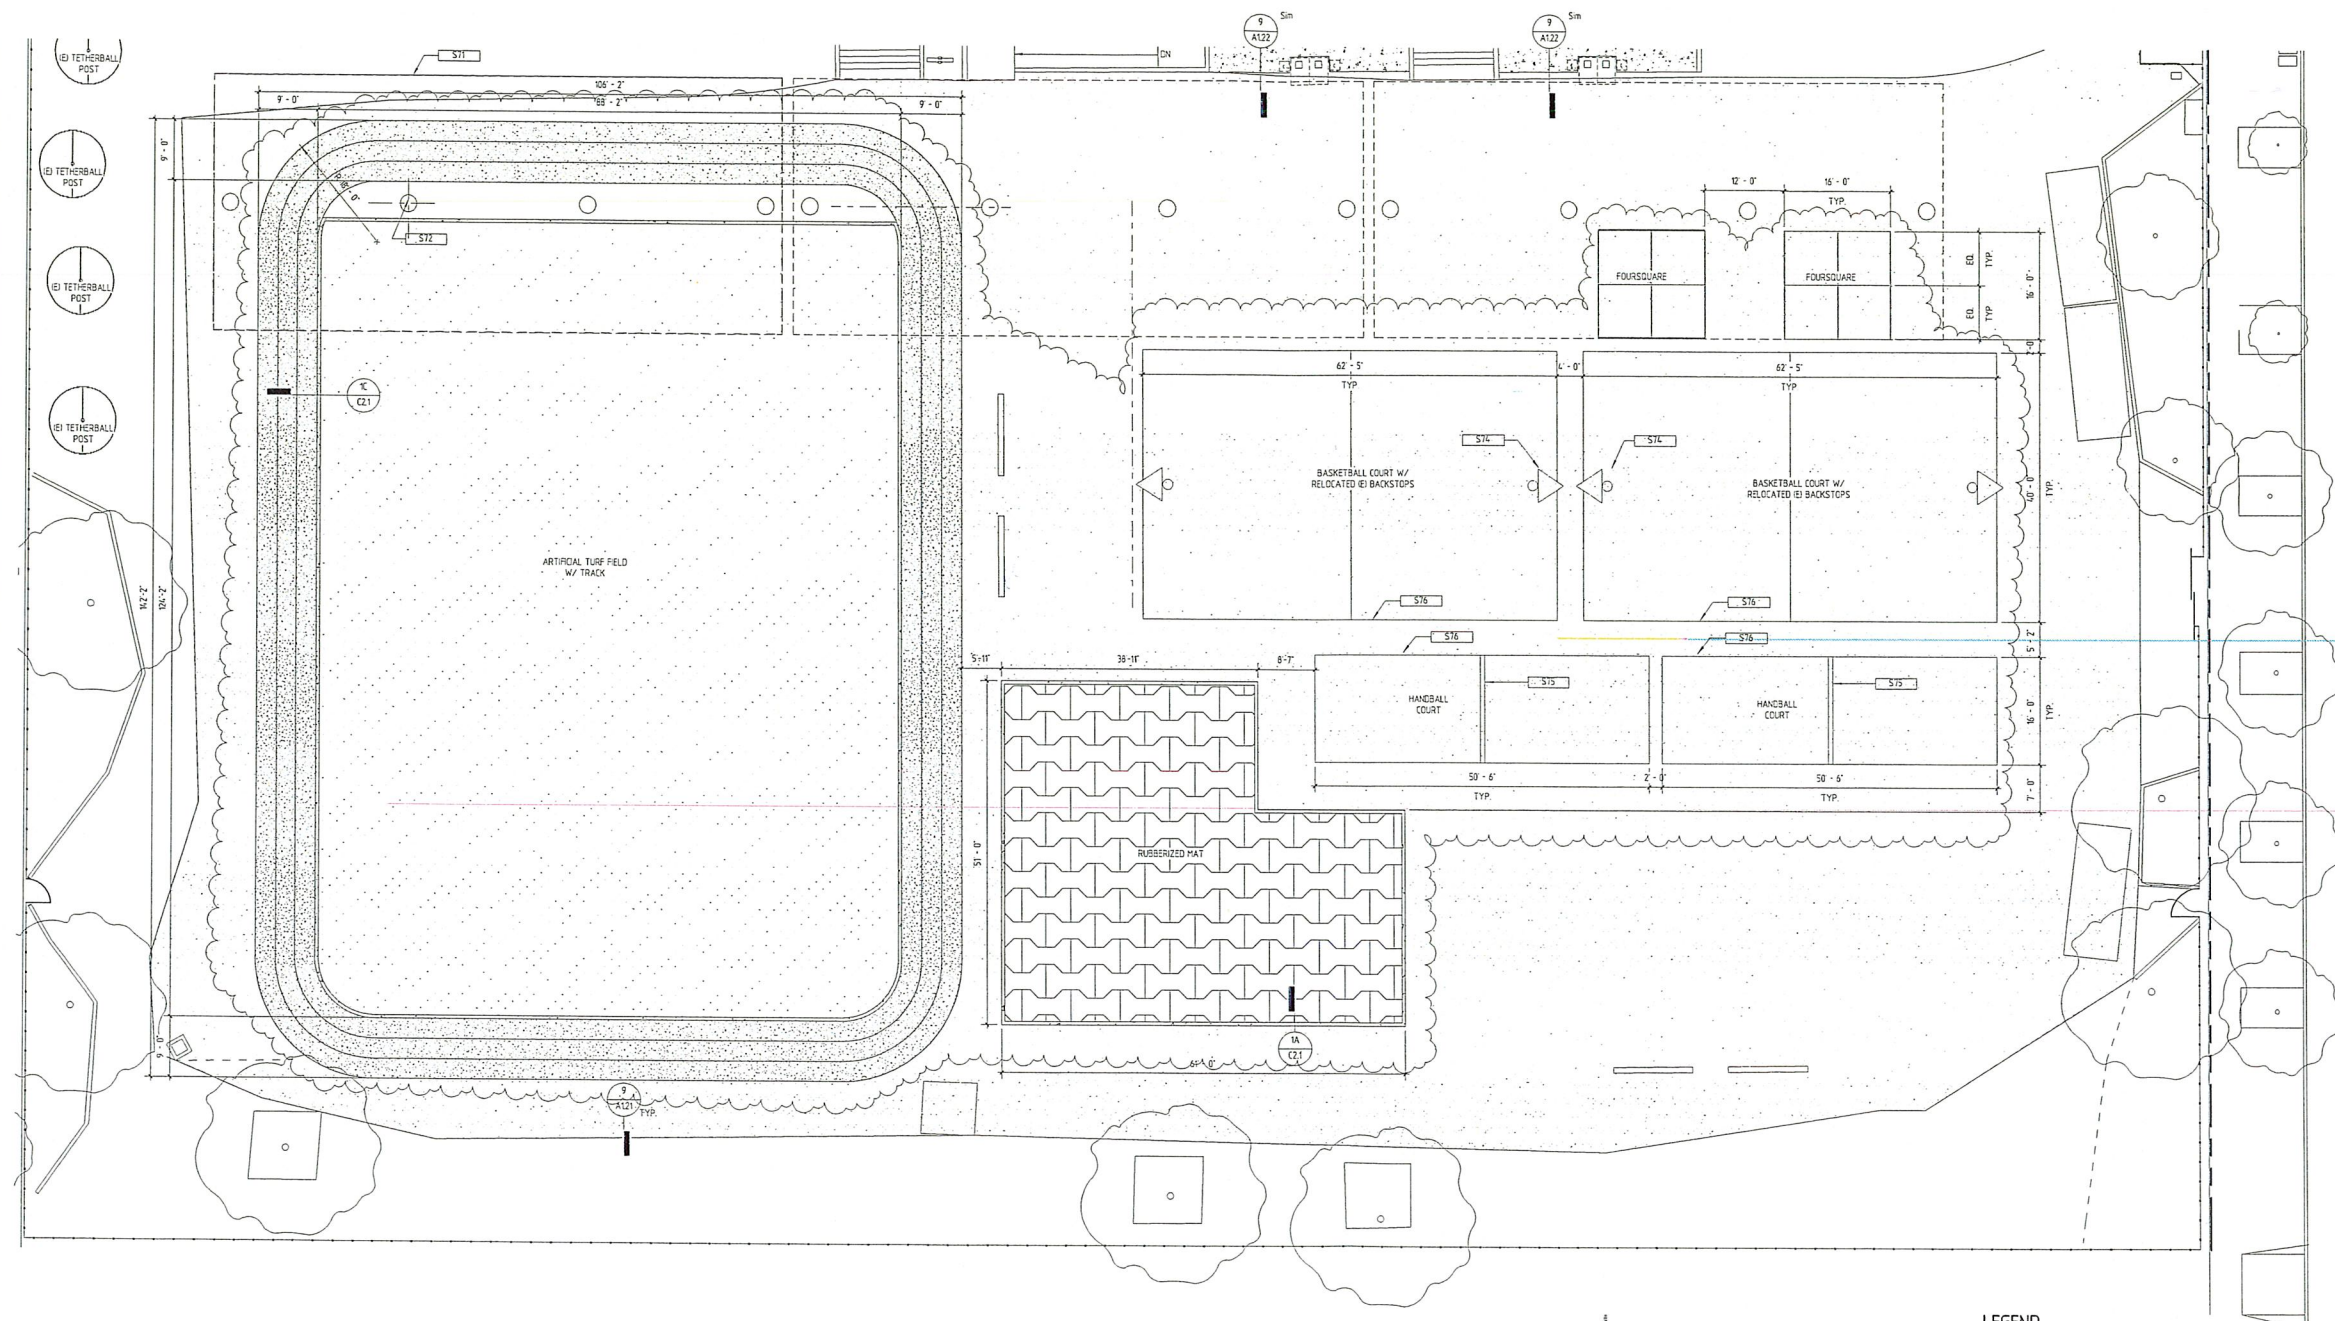 9
A1.22
Sim
9
A1.22
Sim
(E) TETHERBALL
POST
S71
DN
106' - 2"
9' - 0"
88' - 2"
9' - 0"
9' - 0"
(E) TETHERBALL
POST
S72
12' - 0"
16' - 0"
TYP.
FOURSQUARE
FOURSQUARE
EQ.
TYP.
EQ.
TYP.
16' - 0"
(E) TETHERBALL
POST
(E) TETHERBALL
POST
1C
C2.1
62' - 5"
TYP
4' - 0"
62' - 5"
TYP
S74
S74
BASKETBALL COURT W/
RELOCATED (E) BACKSTOPS
BASKETBALL COURT W/
RELOCATED (E) BACKSTOPS
40' - 0"
TYP.
ARTIFICIAL TURF FIELD
W/ TRACK
142'-2"
124'-2"
S76
S76
S76
S76
5' - 2"
5'-11"
38'-11"
8'-7"
HANDBALL
COURT
S75
HANDBALL
COURT
S75
16' - 0"
TYP.
50' - 6"
TYP.
2' - 0"
50' - 6"
TYP.
7' - 0"
51' - 0"
RUBBERIZED MAT
9' - 0"
1A
C2.1
61' - 0"
9
A1.21
TYP.
LEGEND